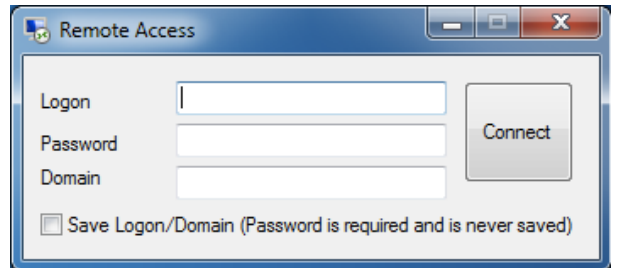 Remote Access
Logon
Password
Connect
Domain
Save Logon/Domain (Password is required and is never saved)